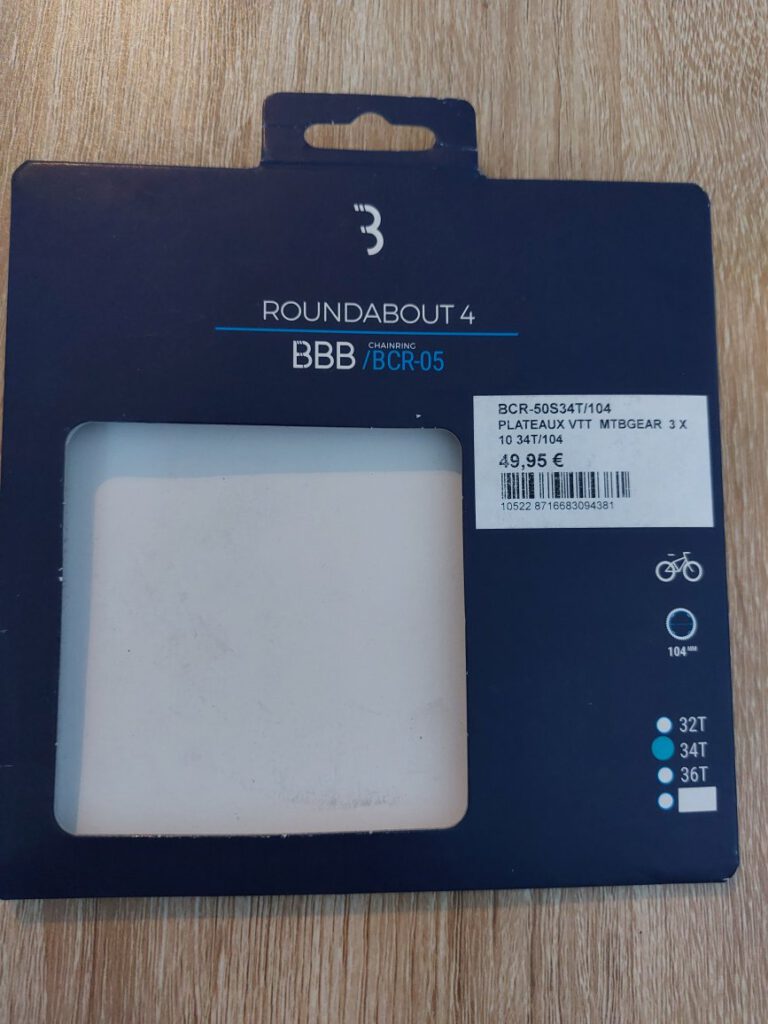 ROUNDABOUT 4
BBB CHAINRING /BCR-05
BCR-50S34T/104
PLATEAUX VTT MTBGEAR 3 X
10 34T/104
49,95 €
10522 8716683094381
104 MM
32T
34T
36T